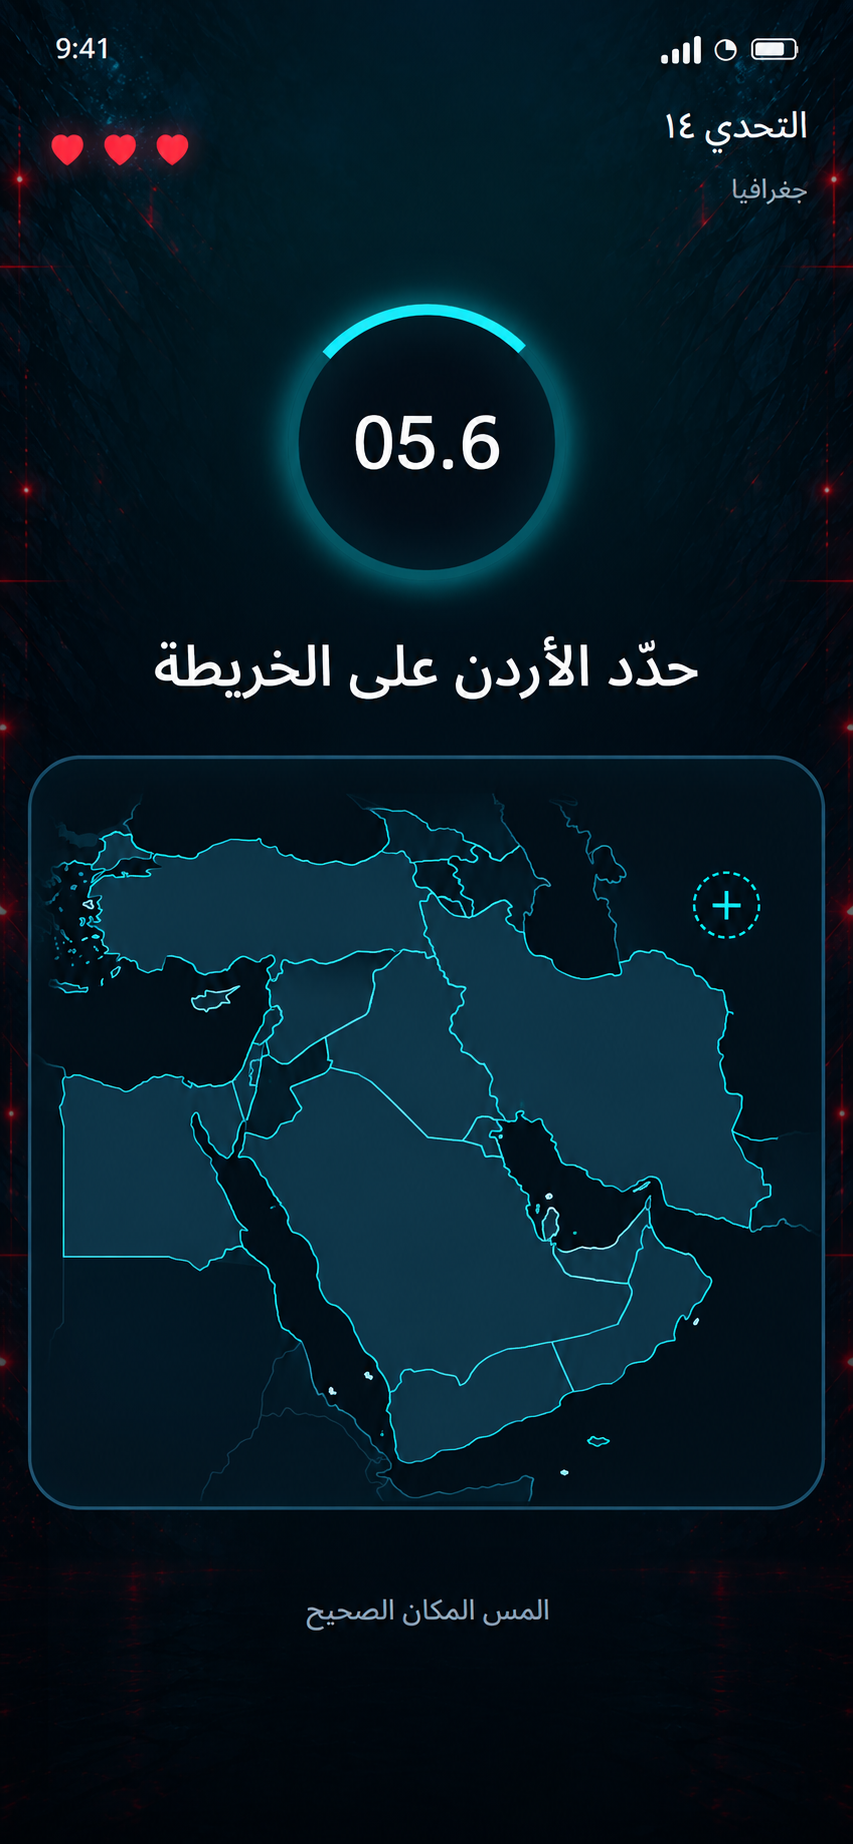 9:41
التحدي ١٤
جغرافيا
05.6
حدّد الأردن على الخريطة
المس المكان الصحيح